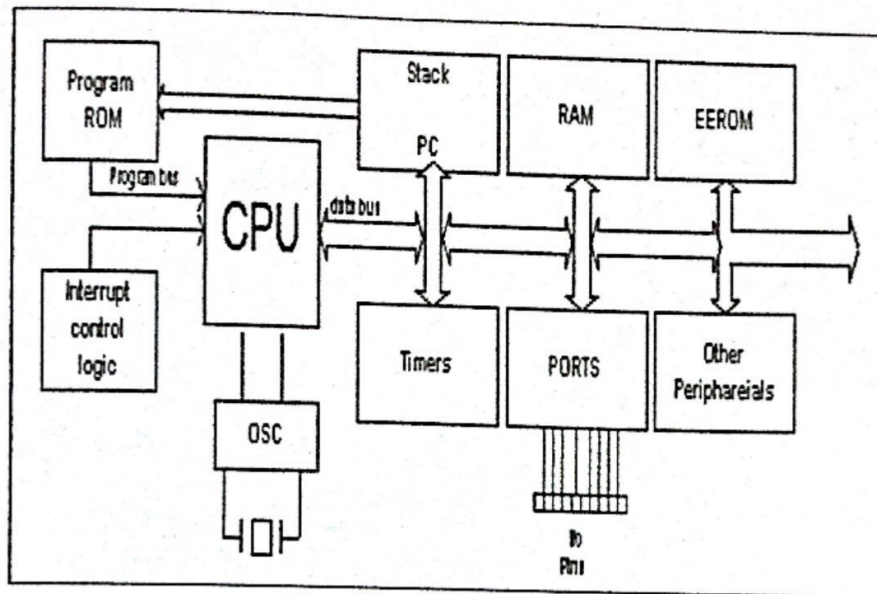 Program
ROM
Stack
PC
RAM
EEROM
Program bus
CPU
data bus
Interrupt
control
logic
Timers
PORTS
Other
Periphareials
OSC
I/o
Pins